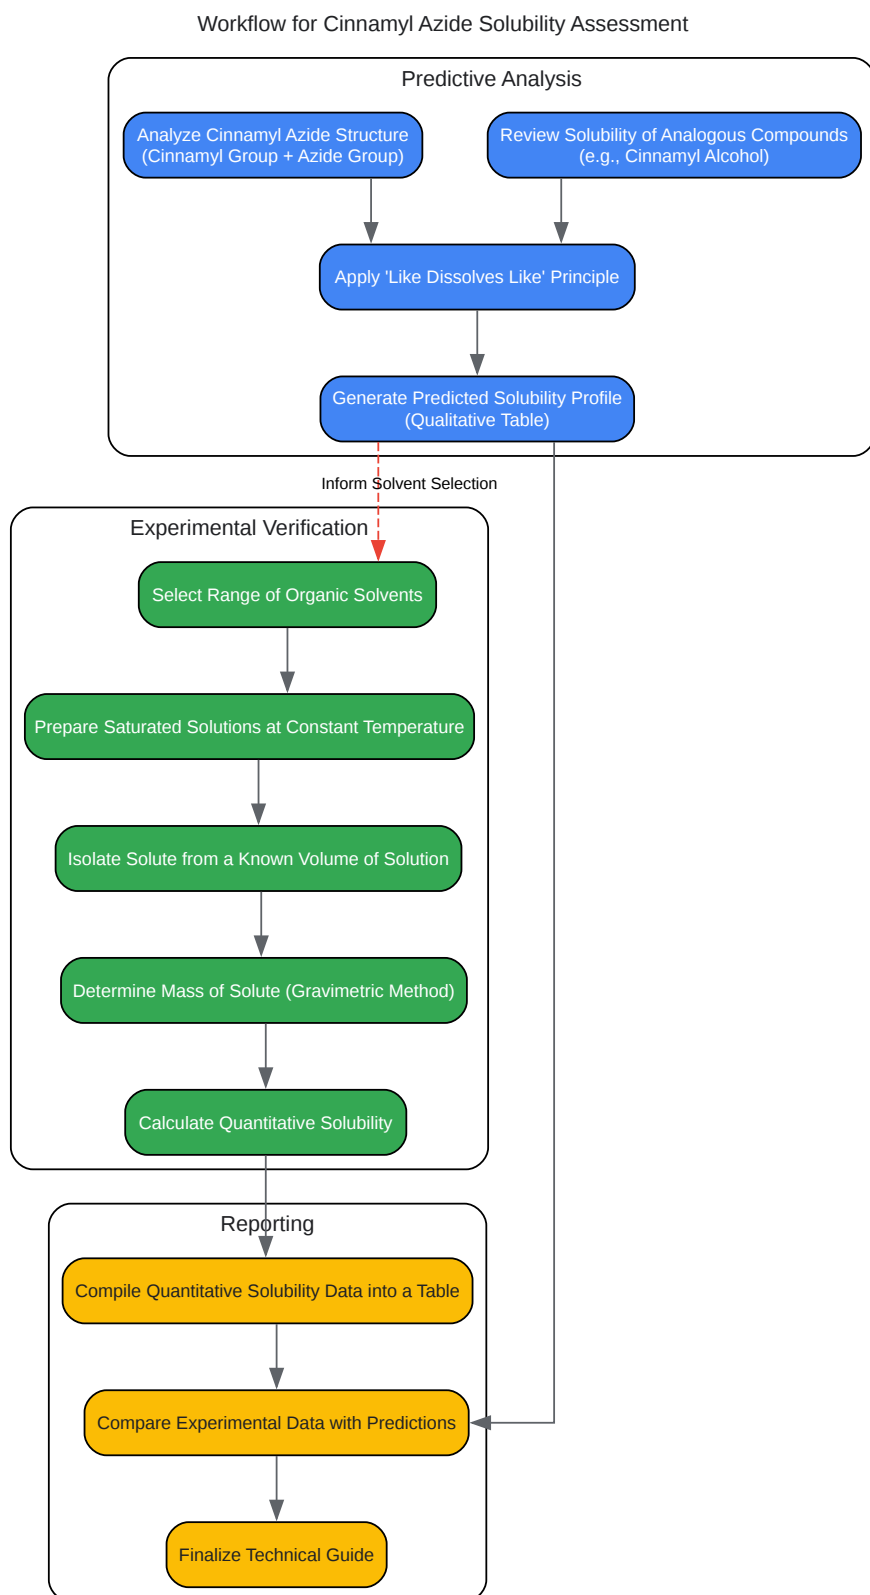 Workflow for Cinnamyl Azide Solubility Assessment
Predictive Analysis
Analyze Cinnamyl Azide Structure
(Cinnamyl Group + Azide Group)
Review Solubility of Analogous Compounds
(e.g., Cinnamyl Alcohol)
Apply 'Like Dissolves Like' Principle
Generate Predicted Solubility Profile
(Qualitative Table)
Inform Solvent Selection
Experimental Verification
Select Range of Organic Solvents
Prepare Saturated Solutions at Constant Temperature
Isolate Solute from a Known Volume of Solution
Determine Mass of Solute (Gravimetric Method)
Calculate Quantitative Solubility
Reporting
Compile Quantitative Solubility Data into a Table
Compare Experimental Data with Predictions
Finalize Technical Guide